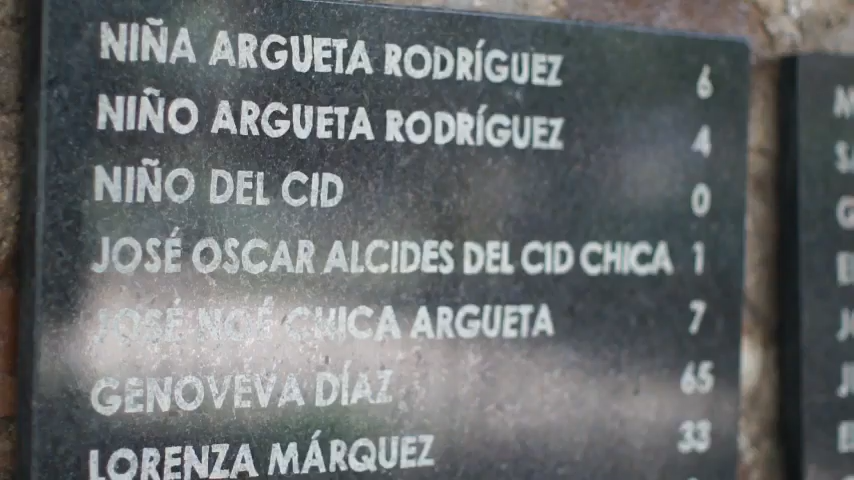 NIÑA ARGUETA RODRÍGUEZ 6
NIÑO ARGUETA RODRÍGUEZ 4
NIÑO DEL CID 0
JOSÉ OSCAR ALCIDES DEL CID CHICA 1
JOSÉ NOÉ CHICA ARGUETA 7
GENOVEVA DÍAZ 65
LORENZA MÁRQUEZ 33